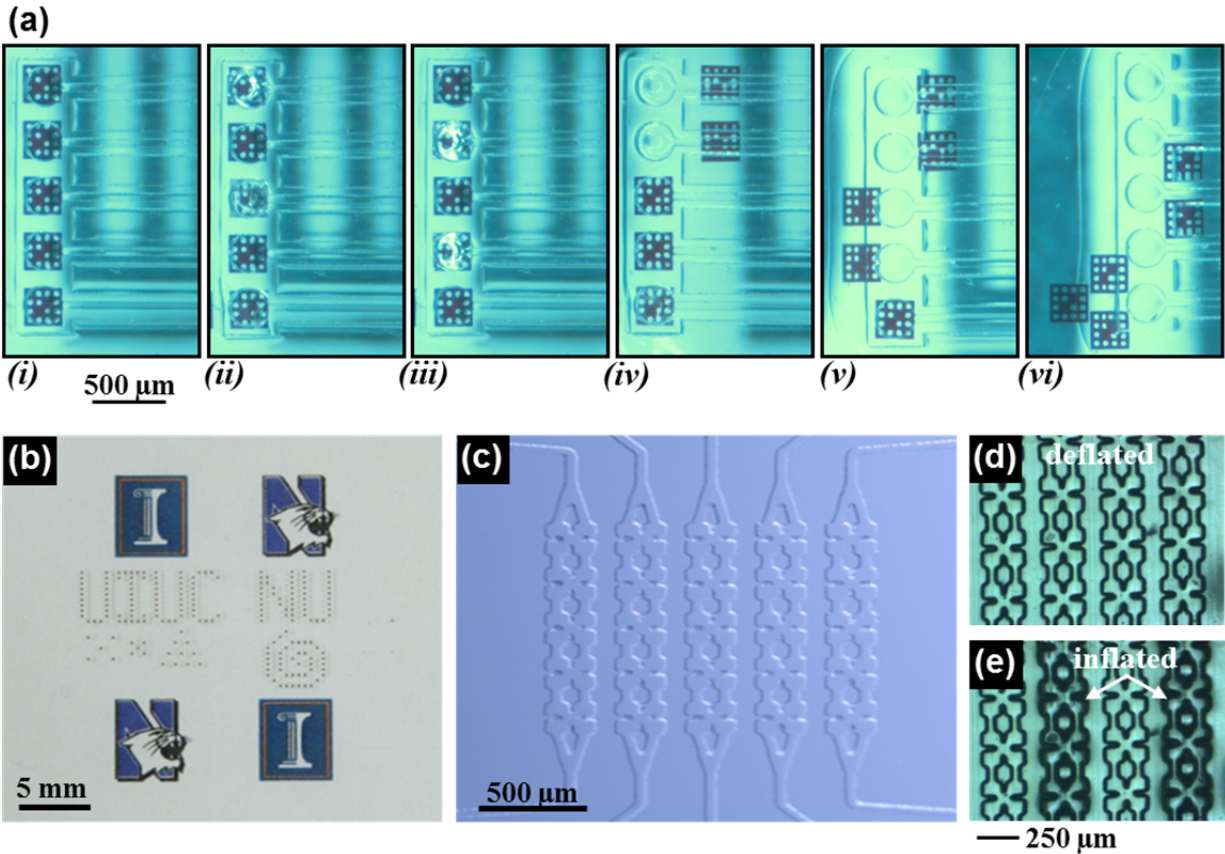 (a)
(i) (ii) (iii) (iv) (v) (vi)
500 μm
(b)
I N
UIUC NU
N I
5 mm
(c)
500 μm
(d)
deflated
(e)
inflated
250 μm